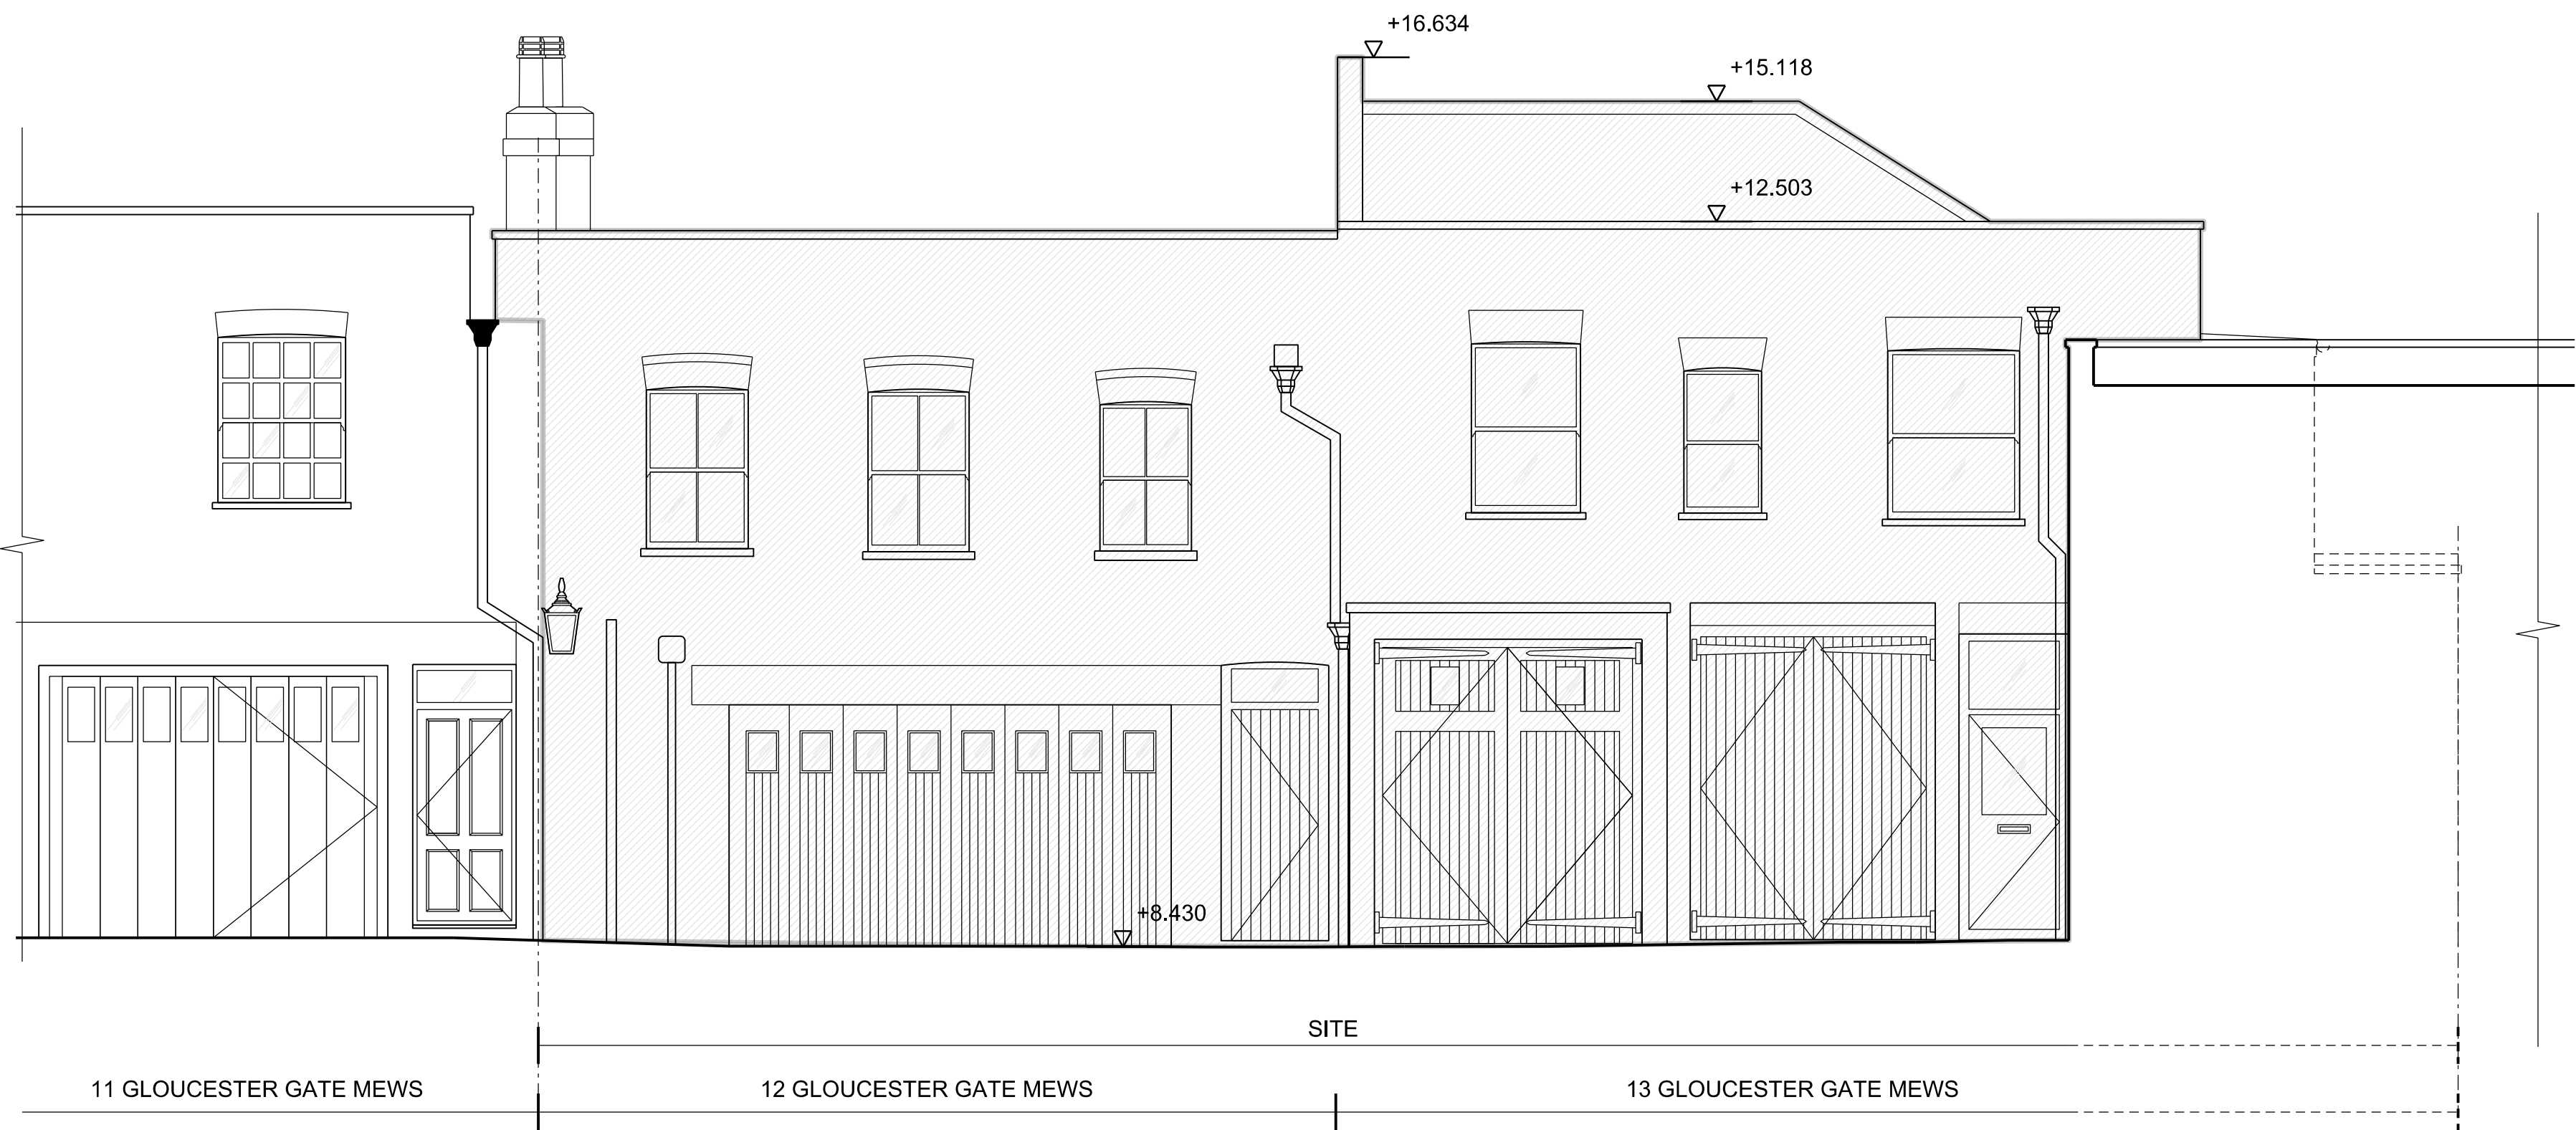 +16.634
+15.118
+12.503
+8.430
SITE
11 GLOUCESTER GATE MEWS
12 GLOUCESTER GATE MEWS
13 GLOUCESTER GATE MEWS